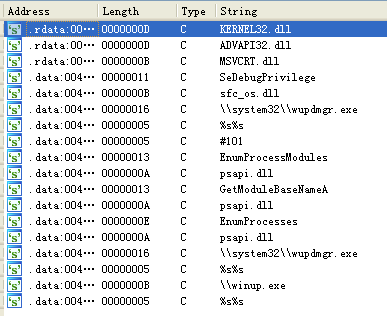 Address Length Type String
's' .rdata:00··· 0000000D C KERNEL32.dll
's' .rdata:00··· 0000000D C ADVAPI32.dll
's' .rdata:00··· 0000000B C MSVCRT.dll
's' .data:004··· 00000011 C SeDebugPrivilege
's' .data:004··· 0000000B C sfc_os.dll
's' .data:004··· 00000016 C \\system32\\wupdmgr.exe
's' .data:004··· 00000005 C %s%s
's' .data:004··· 00000005 C #101
's' .data:004··· 00000013 C EnumProcessModules
's' .data:004··· 0000000A C psapi.dll
's' .data:004··· 00000013 C GetModuleBaseNameA
's' .data:004··· 0000000A C psapi.dll
's' .data:004··· 0000000E C EnumProcesses
's' .data:004··· 0000000A C psapi.dll
's' .data:004··· 00000016 C \\system32\\wupdmgr.exe
's' .data:004··· 00000005 C %s%s
's' .data:004··· 0000000B C \\winup.exe
's' .data:004··· 00000005 C %s%s